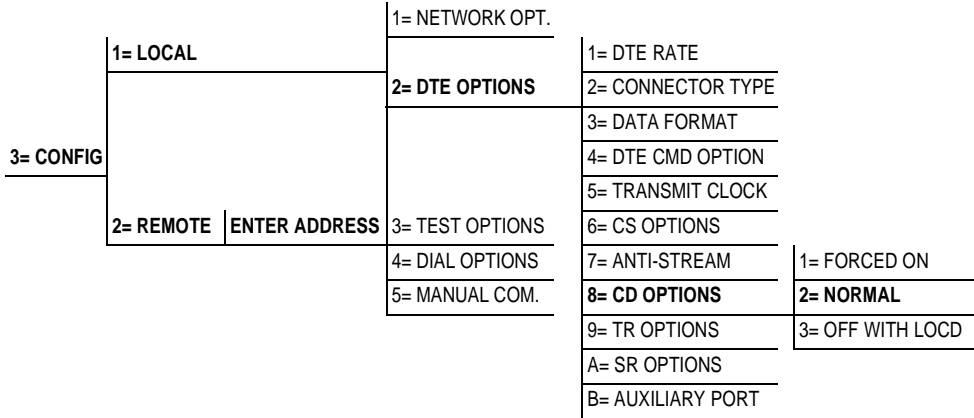 1= NETWORK OPT.
1= LOCAL 1= DTE RATE
2= DTE OPTIONS 2= CONNECTOR TYPE
3= DATA FORMAT
3= CONFIG 4= DTE CMD OPTION
5= TRANSMIT CLOCK
2= REMOTE ENTER ADDRESS 3= TEST OPTIONS 6= CS OPTIONS
4= DIAL OPTIONS 7= ANTI-STREAM 1= FORCED ON
5= MANUAL COM. 8= CD OPTIONS 2= NORMAL
9= TR OPTIONS 3= OFF WITH LOCD
A= SR OPTIONS
B= AUXILIARY PORT